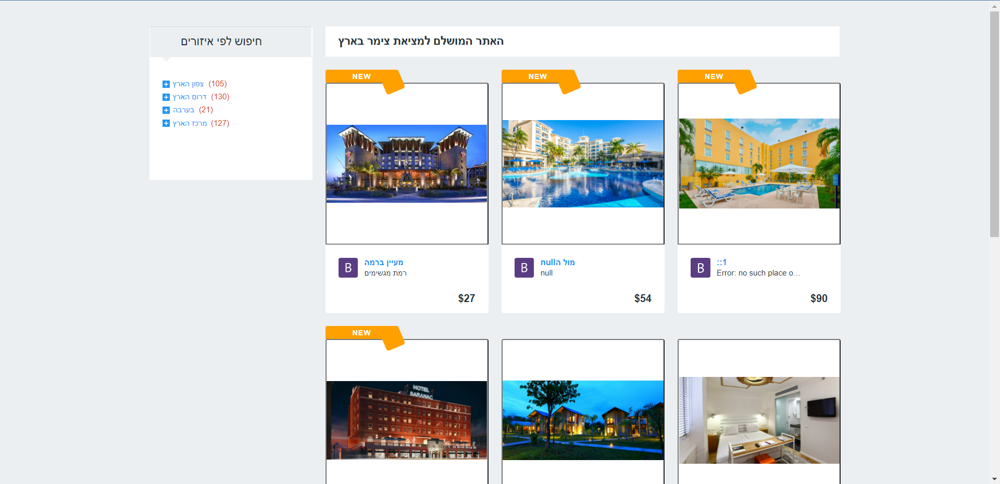 חיפוש לפי איזורים
צפון הארץ (105)
דרום הארץ (130)
בערבה (21)
מרכז הארץ (127)
האתר המושלם למציאת צימר בארץ
NEW
NEW
NEW
B
מעיין ברמה
רמת מגשימים
$27
B
מול הnull
null
$54
B
::1
Error: no such place o...
$90
NEW
HOTEL
SARANAC